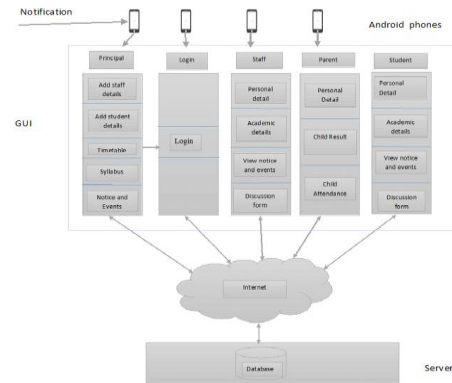 Notification
Android phones
Principal
Login
Staff
Parent
Student
GUI
Add staff
details
Add student
details
Timetable
Syllabus
Notice and
Events
Login
Personal
detail
Academic
details
View notice
and events
Discussion
form
Personal
Detail
Child Result
Child
Attendance
Personal
Detail
Academic
details
View notice
and events
Discussion
form
Internet
Database
Server